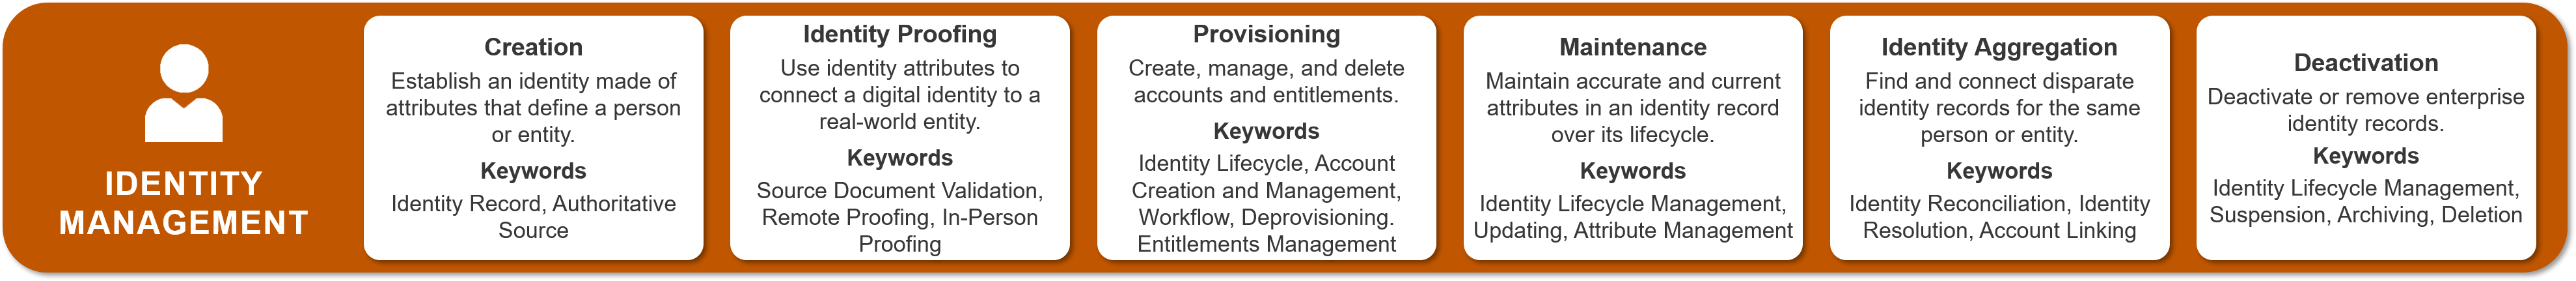 IDENTITY
MANAGEMENT
Creation
Establish an identity made of
attributes that define a person
or entity.
Keywords
Identity Record, Authoritative
Source
Identity Proofing
Use identity attributes to
connect a digital identity to a
real-world entity.
Keywords
Source Document Validation,
Remote Proofing, In-Person
Proofing
Provisioning
Create, manage, and delete
accounts and entitlements.
Keywords
Identity Lifecycle, Account
Creation and Management,
Workflow, Deprovisioning.
Entitlements Management
Maintenance
Maintain accurate and current
attributes in an identity record
over its lifecycle.
Keywords
Identity Lifecycle Management,
Updating, Attribute Management
Identity Aggregation
Find and connect disparate
identity records for the same
person or entity.
Keywords
Identity Reconciliation, Identity
Resolution, Account Linking
Deactivation
Deactivate or remove enterprise
identity records.
Keywords
Identity Lifecycle Management,
Suspension, Archiving, Deletion